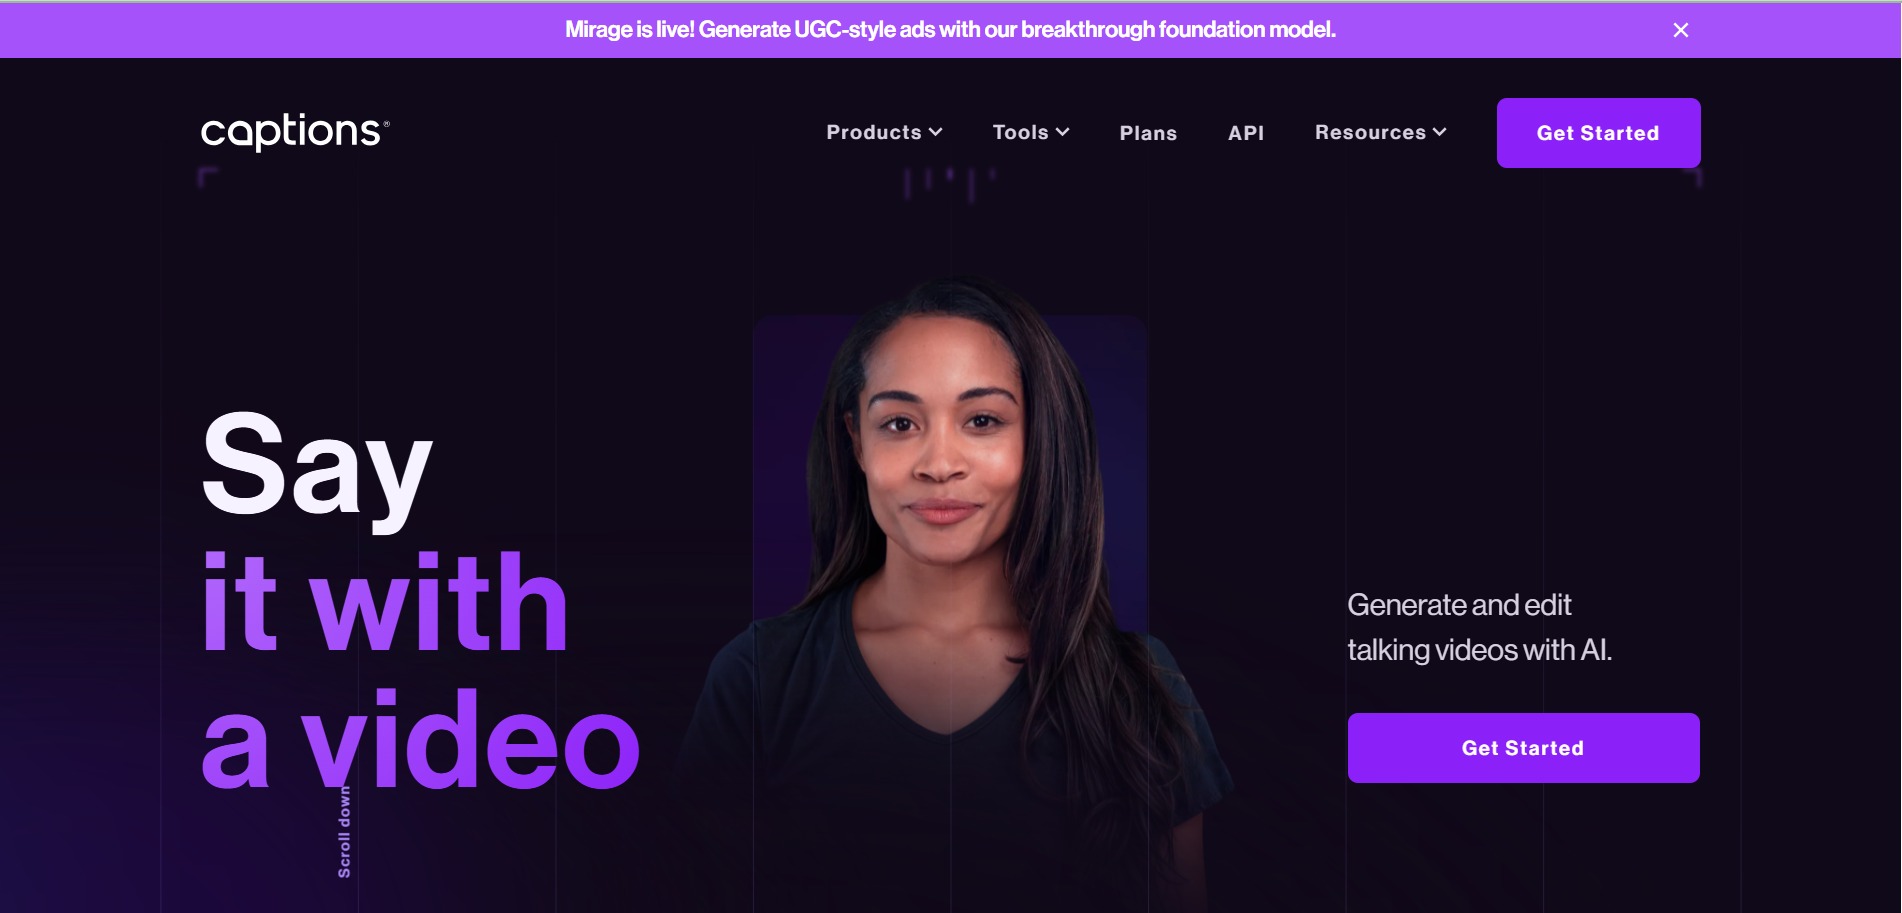 Mirage is live! Generate UGC-style ads with our breakthrough foundation model.
captions®
Products
Tools
Plans
API
Resources
Get Started
Say
it with
a video
Generate and edit
talking videos with AI.
Get Started
Scroll down